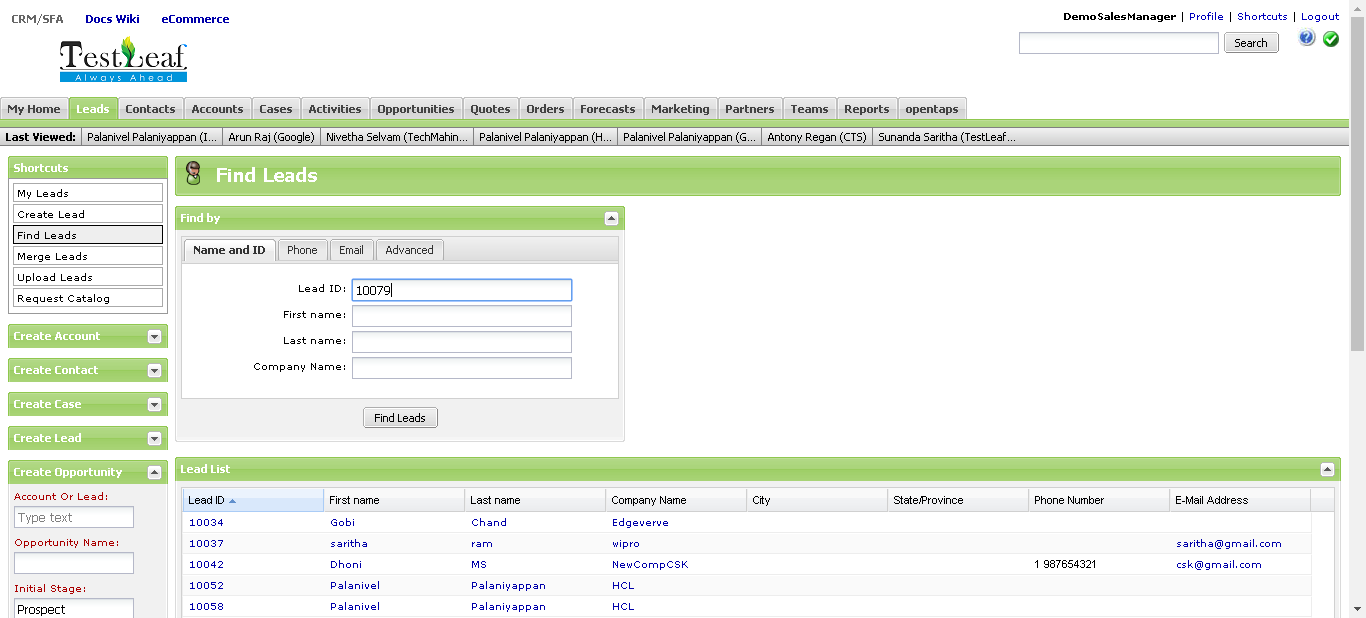 CRM/SFA Docs Wiki eCommerce
DemoSalesManager | Profile | Shortcuts | Logout
Search
TestLeaf
Always Ahead
My Home Leads Contacts Accounts Cases Activities Opportunities Quotes Orders Forecasts Marketing Partners Teams Reports opentaps
Last Viewed: Palanivel Palaniyappan (I... Arun Raj (Google) Nivetha Selvam (TechMahin... Palanivel Palaniyappan (H... Palanivel Palaniyappan (G... Antony Regan (CTS) Sunanda Saritha (TestLeaf...
Shortcuts
My Leads
Create Lead
Find Leads
Merge Leads
Upload Leads
Request Catalog
Create Account
Create Contact
Create Case
Create Lead
Create Opportunity
Account Or Lead:
Type text
Opportunity Name:
Initial Stage:
Prospect
Find Leads
Find by
Name and ID Phone Email Advanced
Lead ID: 10079
First name:
Last name:
Company Name:
Find Leads
Lead List
Lead ID First name Last name Company Name City State/Province Phone Number E-Mail Address
10034 Gobi Chand Edgeverve
10037 saritha ram wipro saritha@gmail.com
10042 Dhoni MS NewCompCSK 1 987654321 csk@gmail.com
10052 Palanivel Palaniyappan HCL
10058 Palanivel Palaniyappan HCL